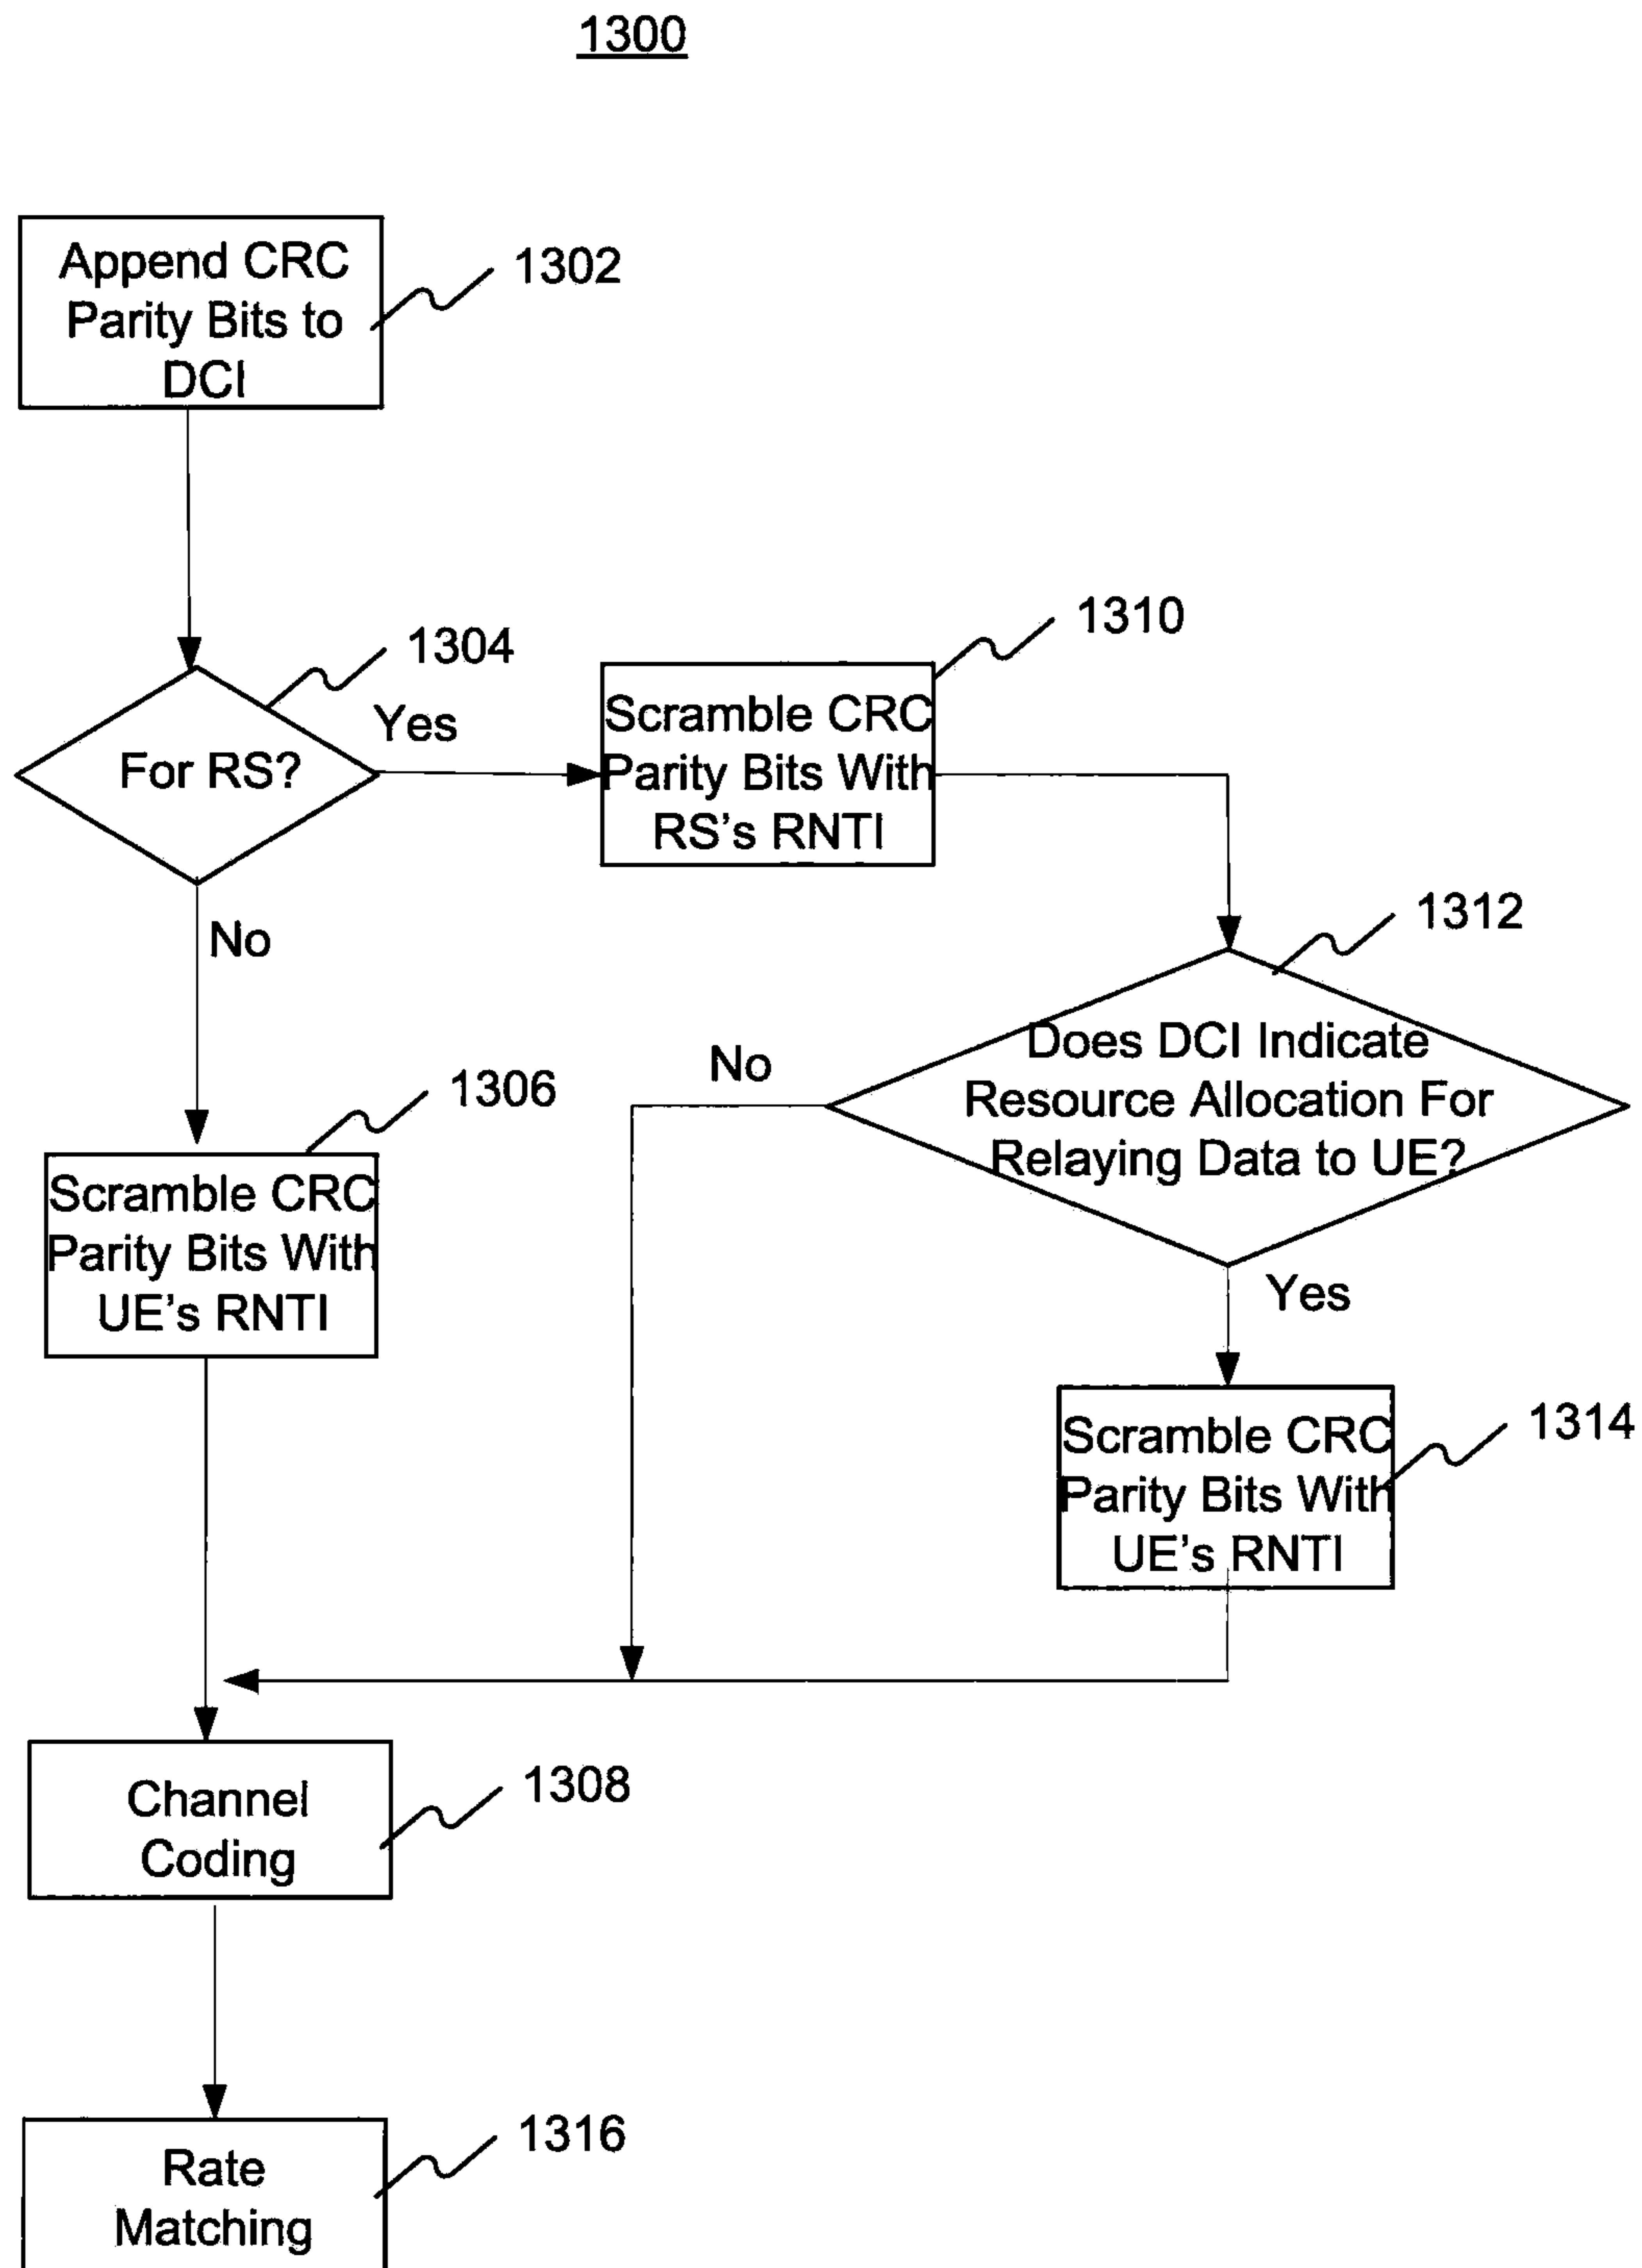 1300
Append CRC
Parity Bits to
DCI
1302
1304
For RS?
Yes
No
1310
Scramble CRC
Parity Bits With
RS's RNTI
1312
Does DCI Indicate
Resource Allocation For
Relaying Data to UE?
No
Yes
1306
Scramble CRC
Parity Bits With
UE's RNTI
1314
Scramble CRC
Parity Bits With
UE's RNTI
Channel
Coding
1308
Rate
Matching
1316